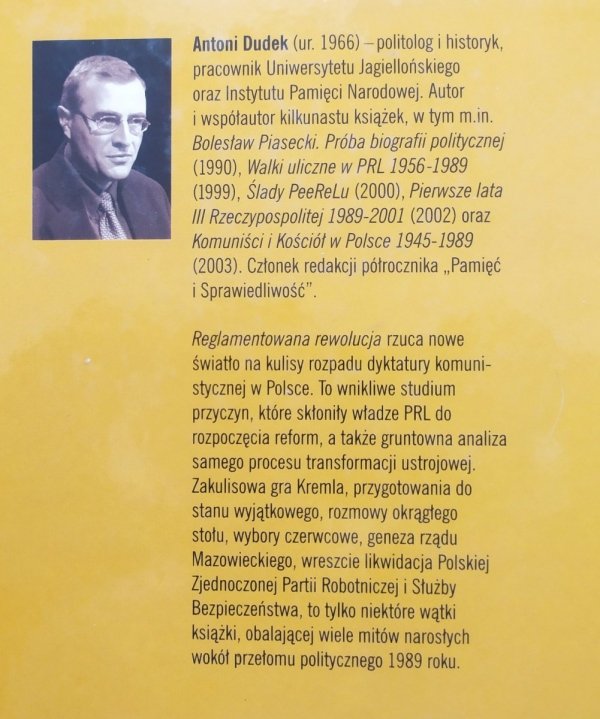 Antoni Dudek (ur. 1966) – politolog i historyk,
pracownik Uniwersytetu Jagiellońskiego
oraz Instytutu Pamięci Narodowej. Autor
i współautor kilkunastu książek, w tym m.in.
Bolesław Piasecki. Próba biografii politycznej
(1990), Walki uliczne w PRL 1956-1989
(1999), Ślady PeeReLu (2000), Pierwsze lata
III Rzeczypospolitej 1989-2001 (2002) oraz
Komuniści i Kościół w Polsce 1945-1989
(2003). Członek redakcji półrocznika „Pamięć
i Sprawiedliwość”.
Reglamentowana rewolucja rzuca nowe
światło na kulisy rozpadu dyktatury komuni-
stycznej w Polsce. To wnikliwe studium
przyczyn, które skłoniły władze PRL do
rozpoczęcia reform, a także gruntowna analiza
samego procesu transformacji ustrojowej.
Zakulisowa gra Kremla, przygotowania do
stanu wyjątkowego, rozmowy okrągłego
stołu, wybory czerwcowe, geneza rządu
Mazowieckiego, wreszcie likwidacja Polskiej
Zjednoczonej Partii Robotniczej i Służby
Bezpieczeństwa, to tylko niektóre wątki
książki, obalającej wiele mitów narosłych
wokół przełomu politycznego 1989 roku.